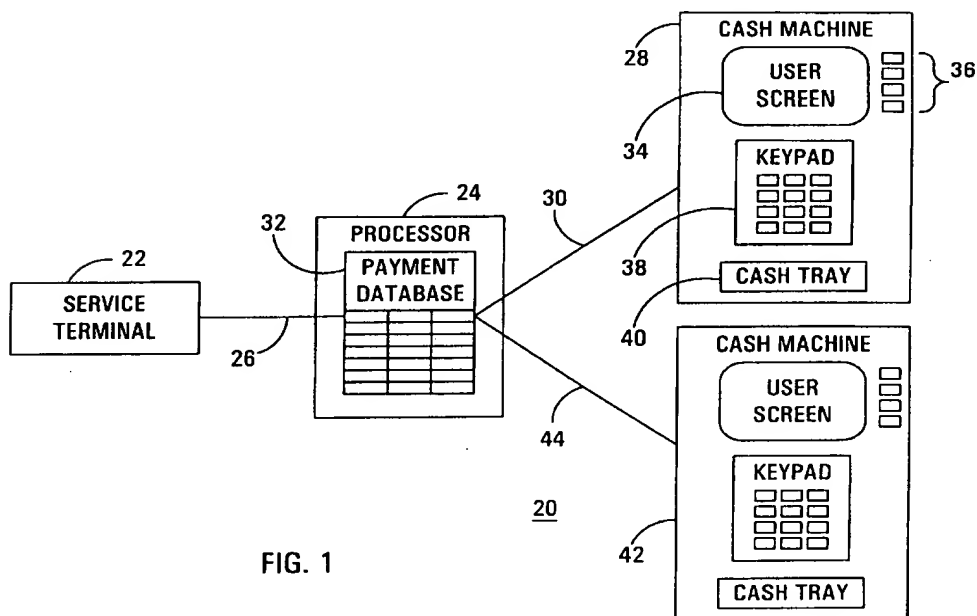 CASH MACHINE
28
USER
SCREEN
36
34
KEYPAD
38
CASH TRAY
40
30
24
32
PROCESSOR
PAYMENT
DATABASE
22
SERVICE
TERMINAL
26
44
CASH MACHINE
USER
SCREEN
KEYPAD
42
CASH TRAY
20
FIG. 1